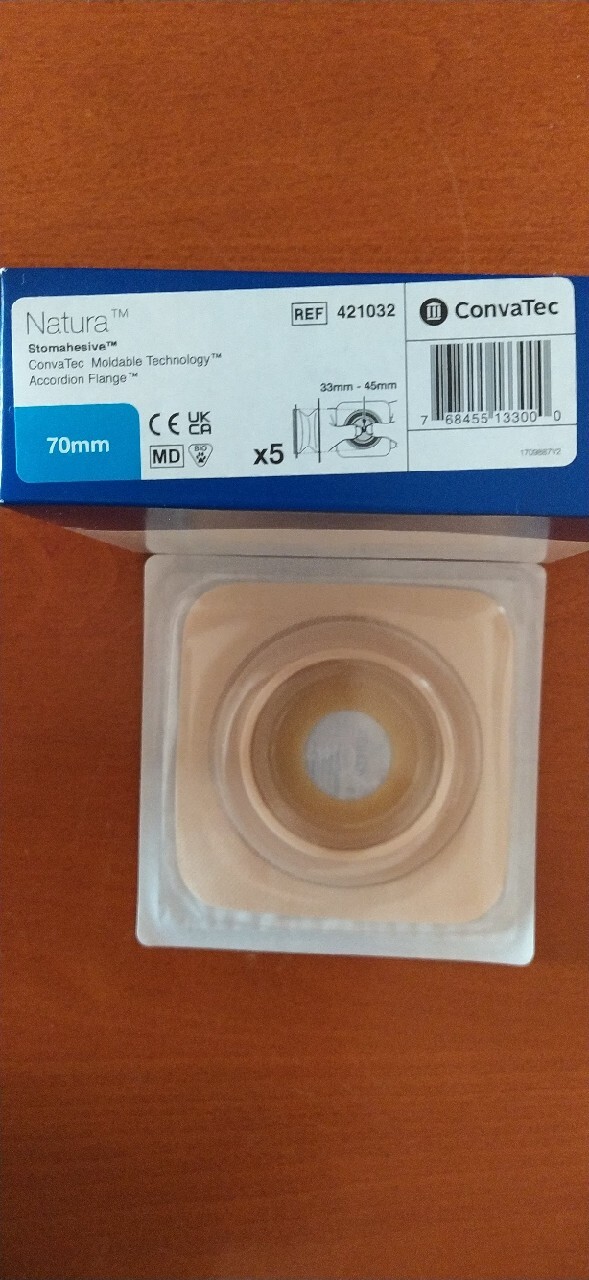 Natura™
Stomahesive™
ConvaTec Moldable Technology™
Accordion Flange™
70mm
CE UK CA
MD BIO
x5
REF 421032
33mm - 45mm
ConvaTec
7 68455 13300 0